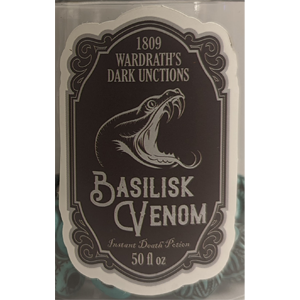 1809
WARDRATH'S
DARK UNCTIONS
BASILISK
VENOM
Instant Death Potion
50 fl oz